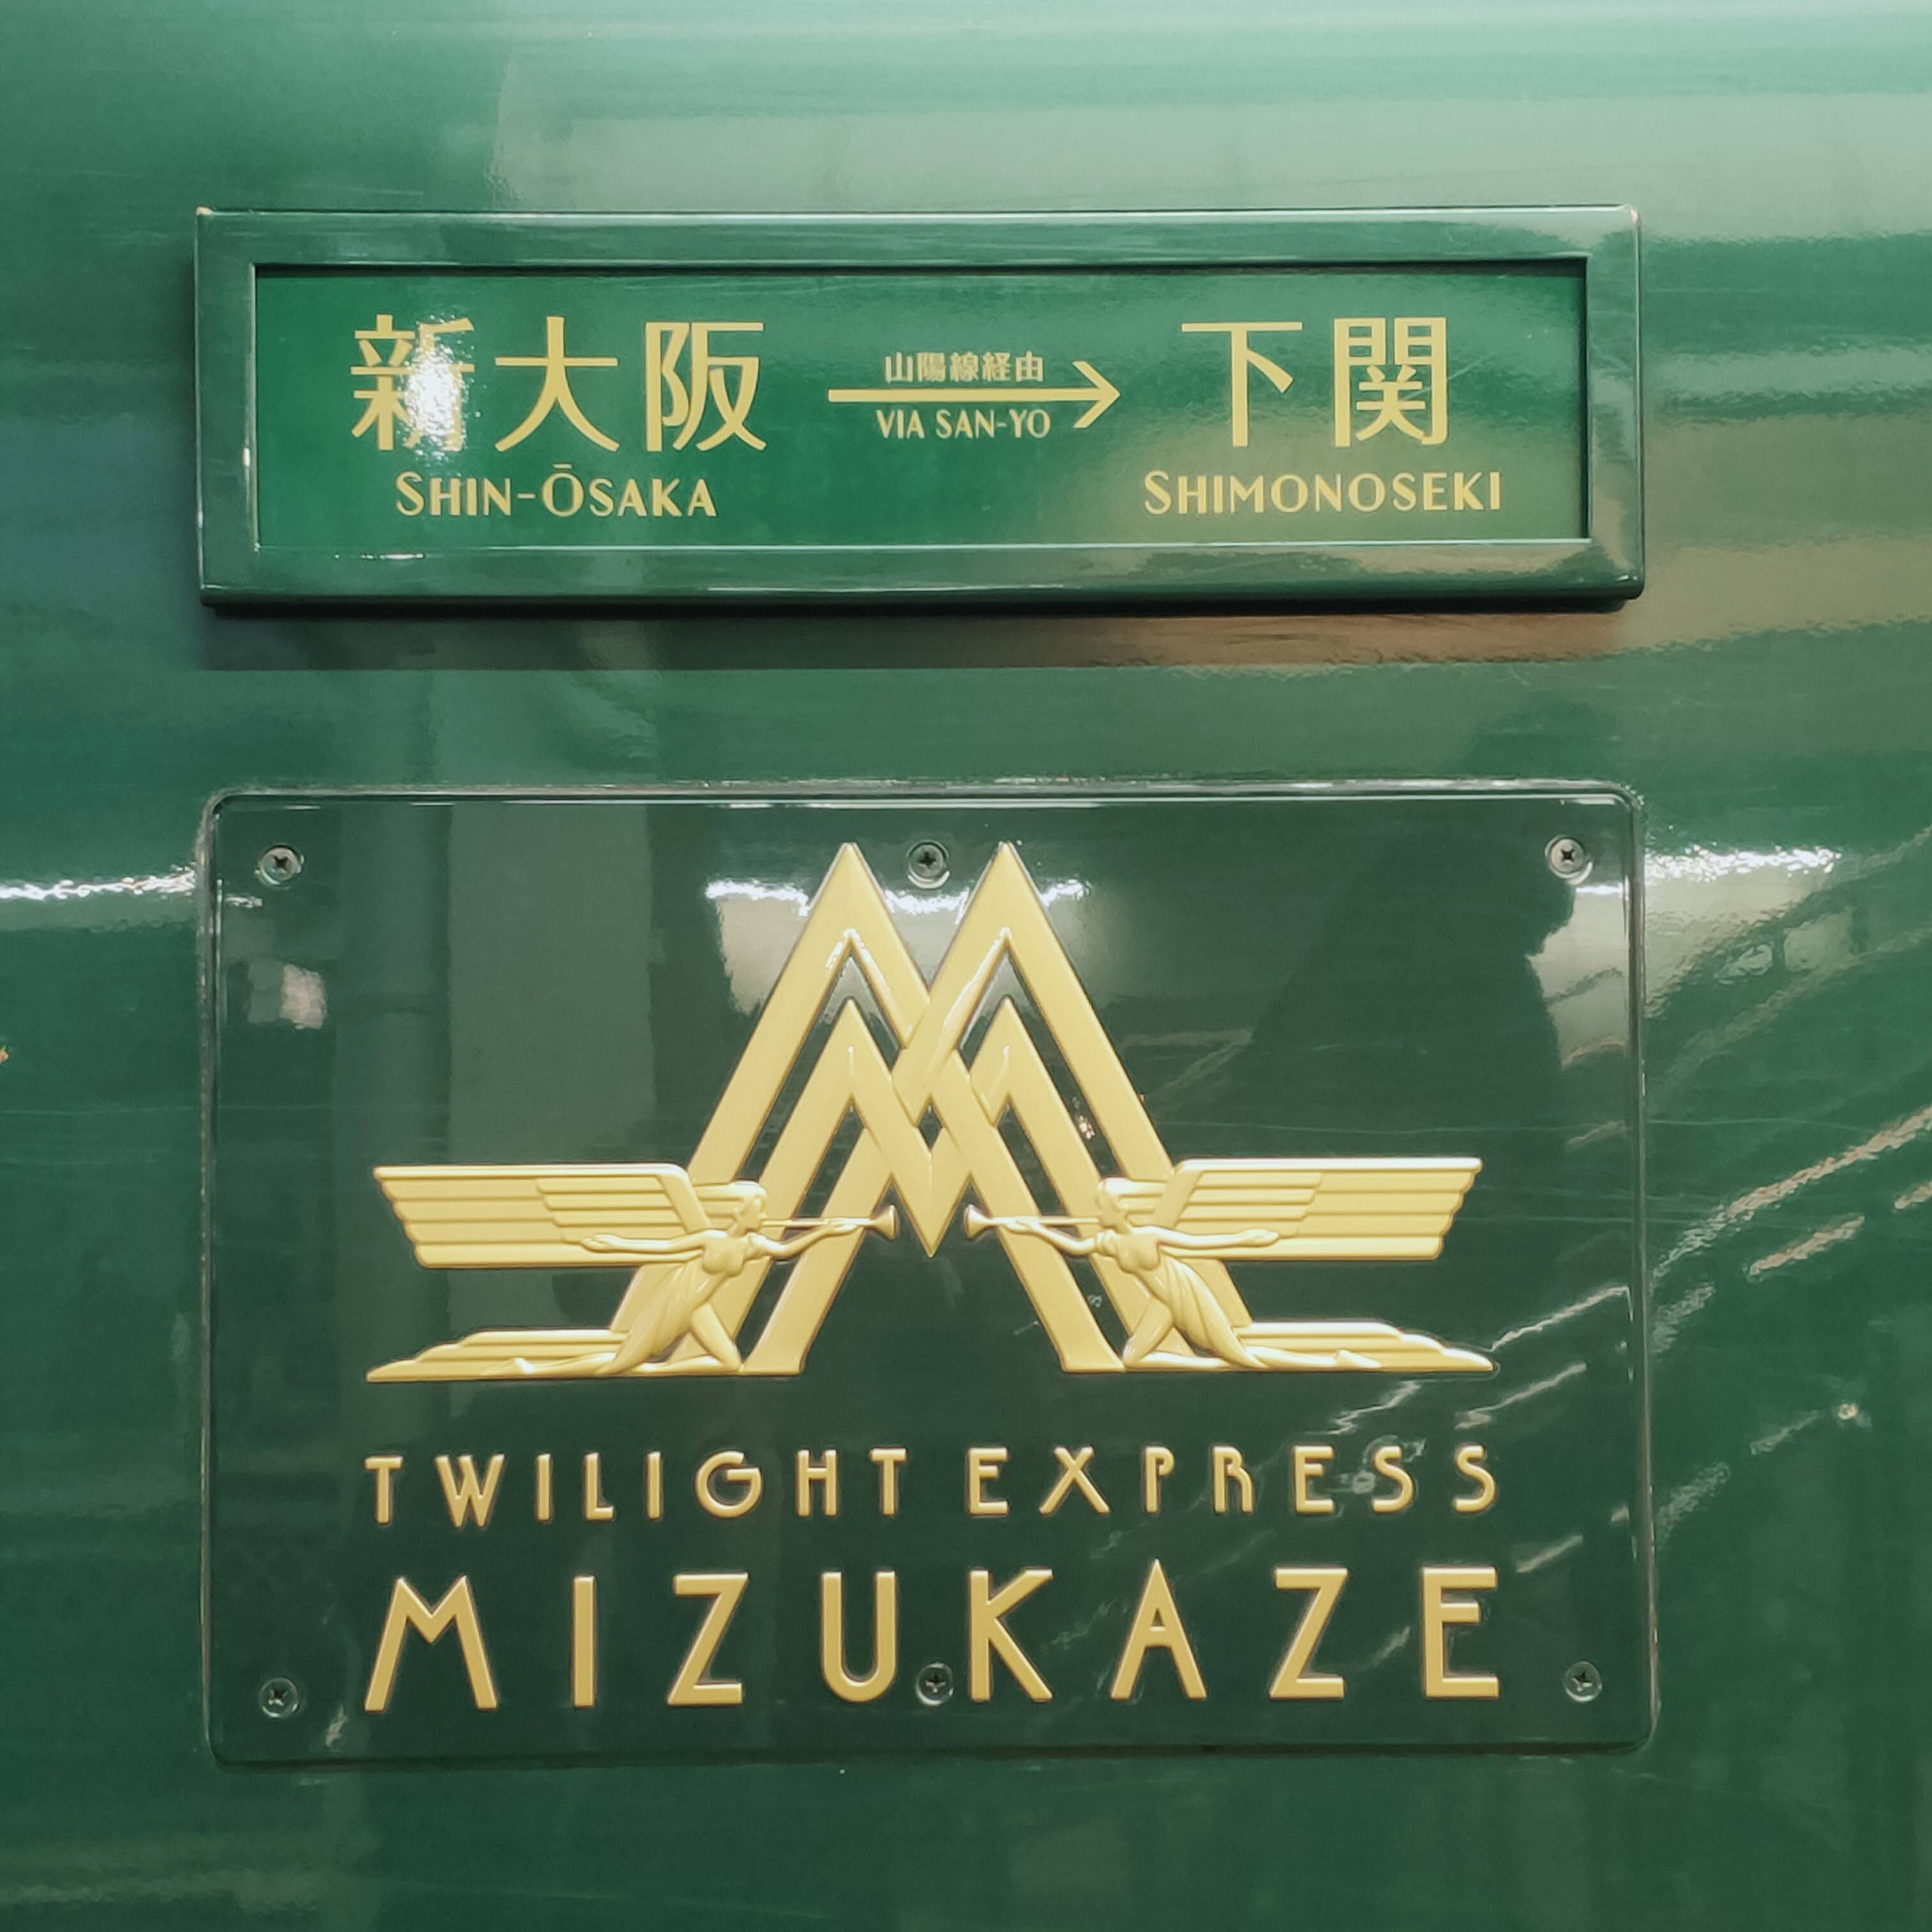 新大阪 山陽線経由 下関
SHIN-ŌSAKA VIA SAN-YO SHIMONOSEKI
TWILIGHT EXPRESS
MIZUKAZE